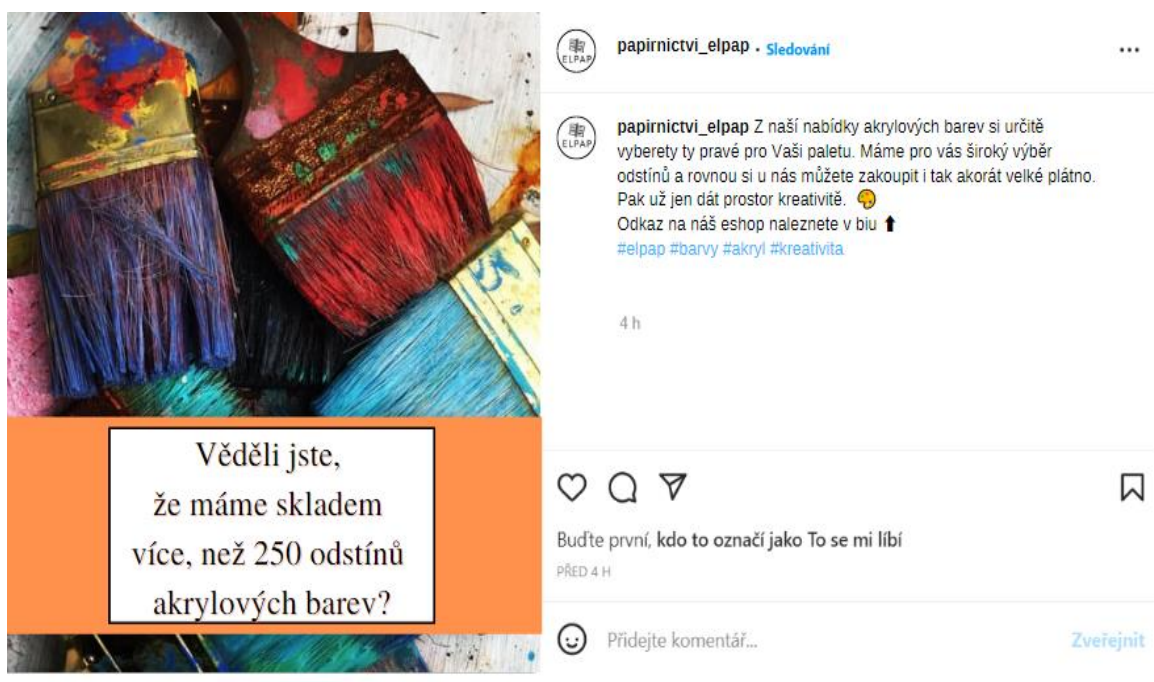 Věděli jste,
že máme skladem
více, než 250 odstínů
akrylových barev?
ELPAP
papirnictvi_elpap • Sledování
ELPAP
papirnictvi_elpap Z naší nabídky akrylových barev si určitě
vyberety ty pravé pro Vaši paletu. Máme pro vás široký výběr
odstínů a rovnou si u nás můžete zakoupit i tak akorát velké plátno.
Pak už jen dát prostor kreativitě. 🎨
Odkaz na náš eshop naleznete v biu ⬆
#elpap #barvy #akryl #kreativita
4 h
Buďte první, kdo to označí jako To se mi líbí
PŘED 4 H
Přidejte komentář...
Zveřejnit